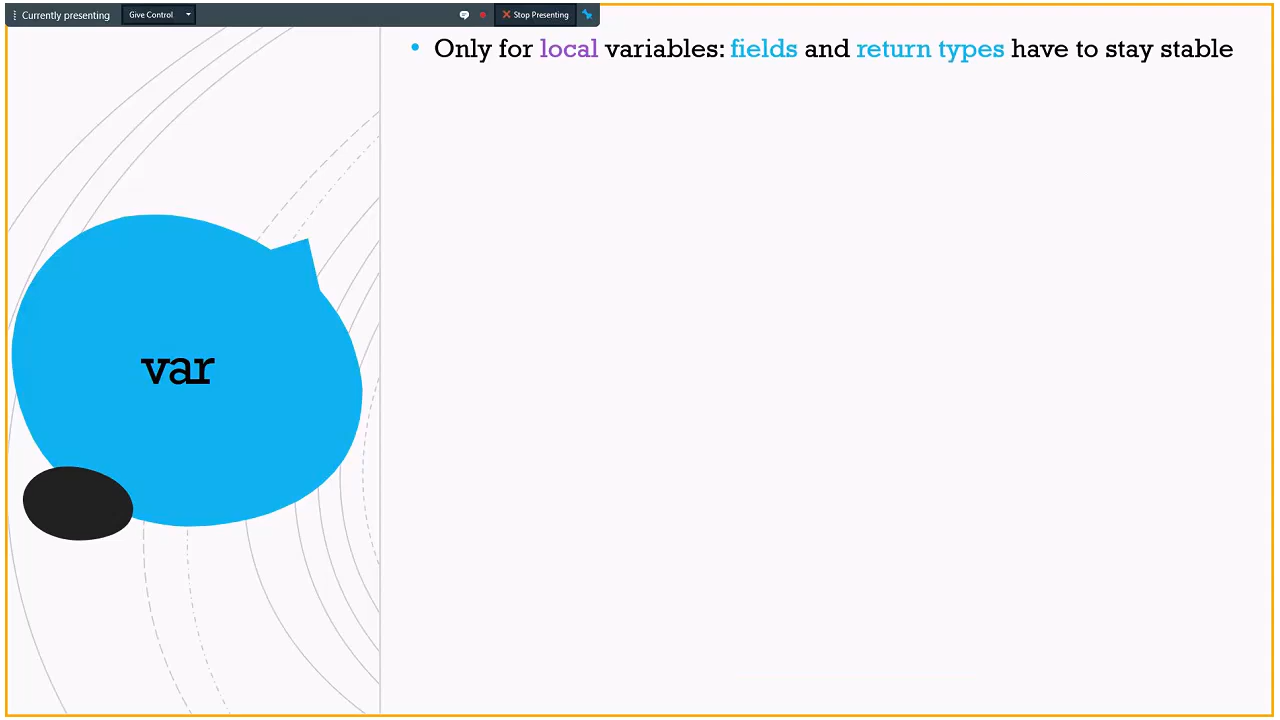 Currently presenting
Give Control
Stop Presenting
• Only for local variables: fields and return types have to stay stable
var